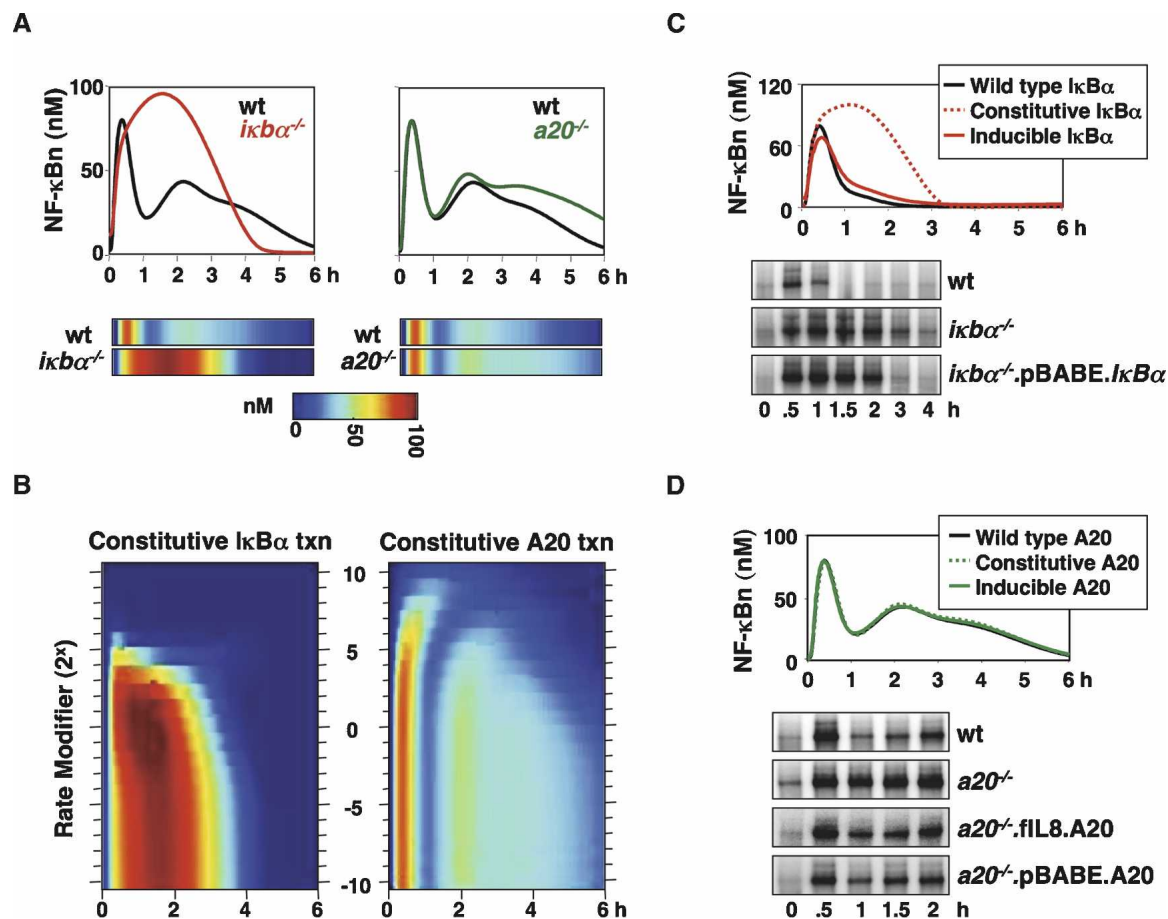 A
NF-κBn (nM)
100
50
0
wt
iκbα-/-
0 1 2 3 4 5 6 h
wt
a20-/-
0 1 2 3 4 5 6 h
wt
iκbα-/-
wt
a20-/-
nM
0 50 100
B
Constitutive IκBα txn
Constitutive A20 txn
Rate Modifier (2ˣ)
10
5
0
-5
-10
0 2 4 6
0 2 4 6
C
NF-κBn (nM)
120
60
0
Wild type IκBα
Constitutive IκBα
Inducible IκBα
0 1 2 3 4 5 6 h
wt
iκbα-/-
iκbα-/-.pBABE.IκBα
0 .5 1 1.5 2 3 4 h
D
NF-κBn (nM)
100
50
0
Wild type A20
Constitutive A20
Inducible A20
0 1 2 3 4 5 6 h
wt
a20-/-
a20-/-.fIL8.A20
a20-/-.pBABE.A20
0 .5 1 1.5 2 h